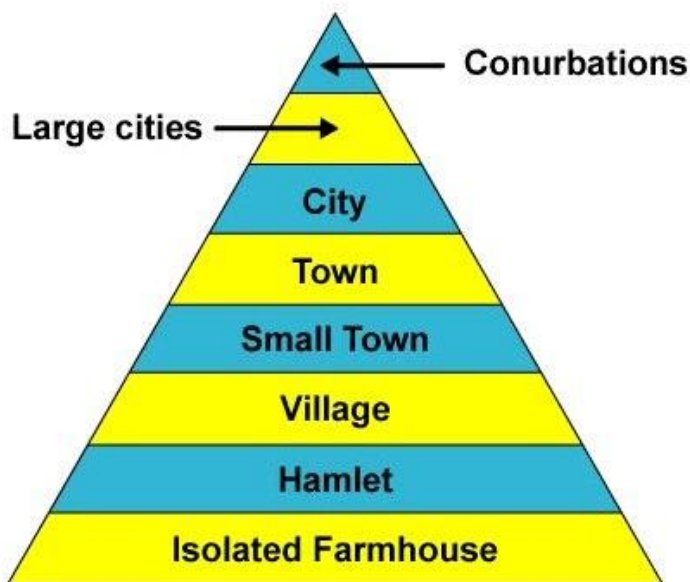 Conurbations
Large cities
City
Town
Small Town
Village
Hamlet
Isolated Farmhouse